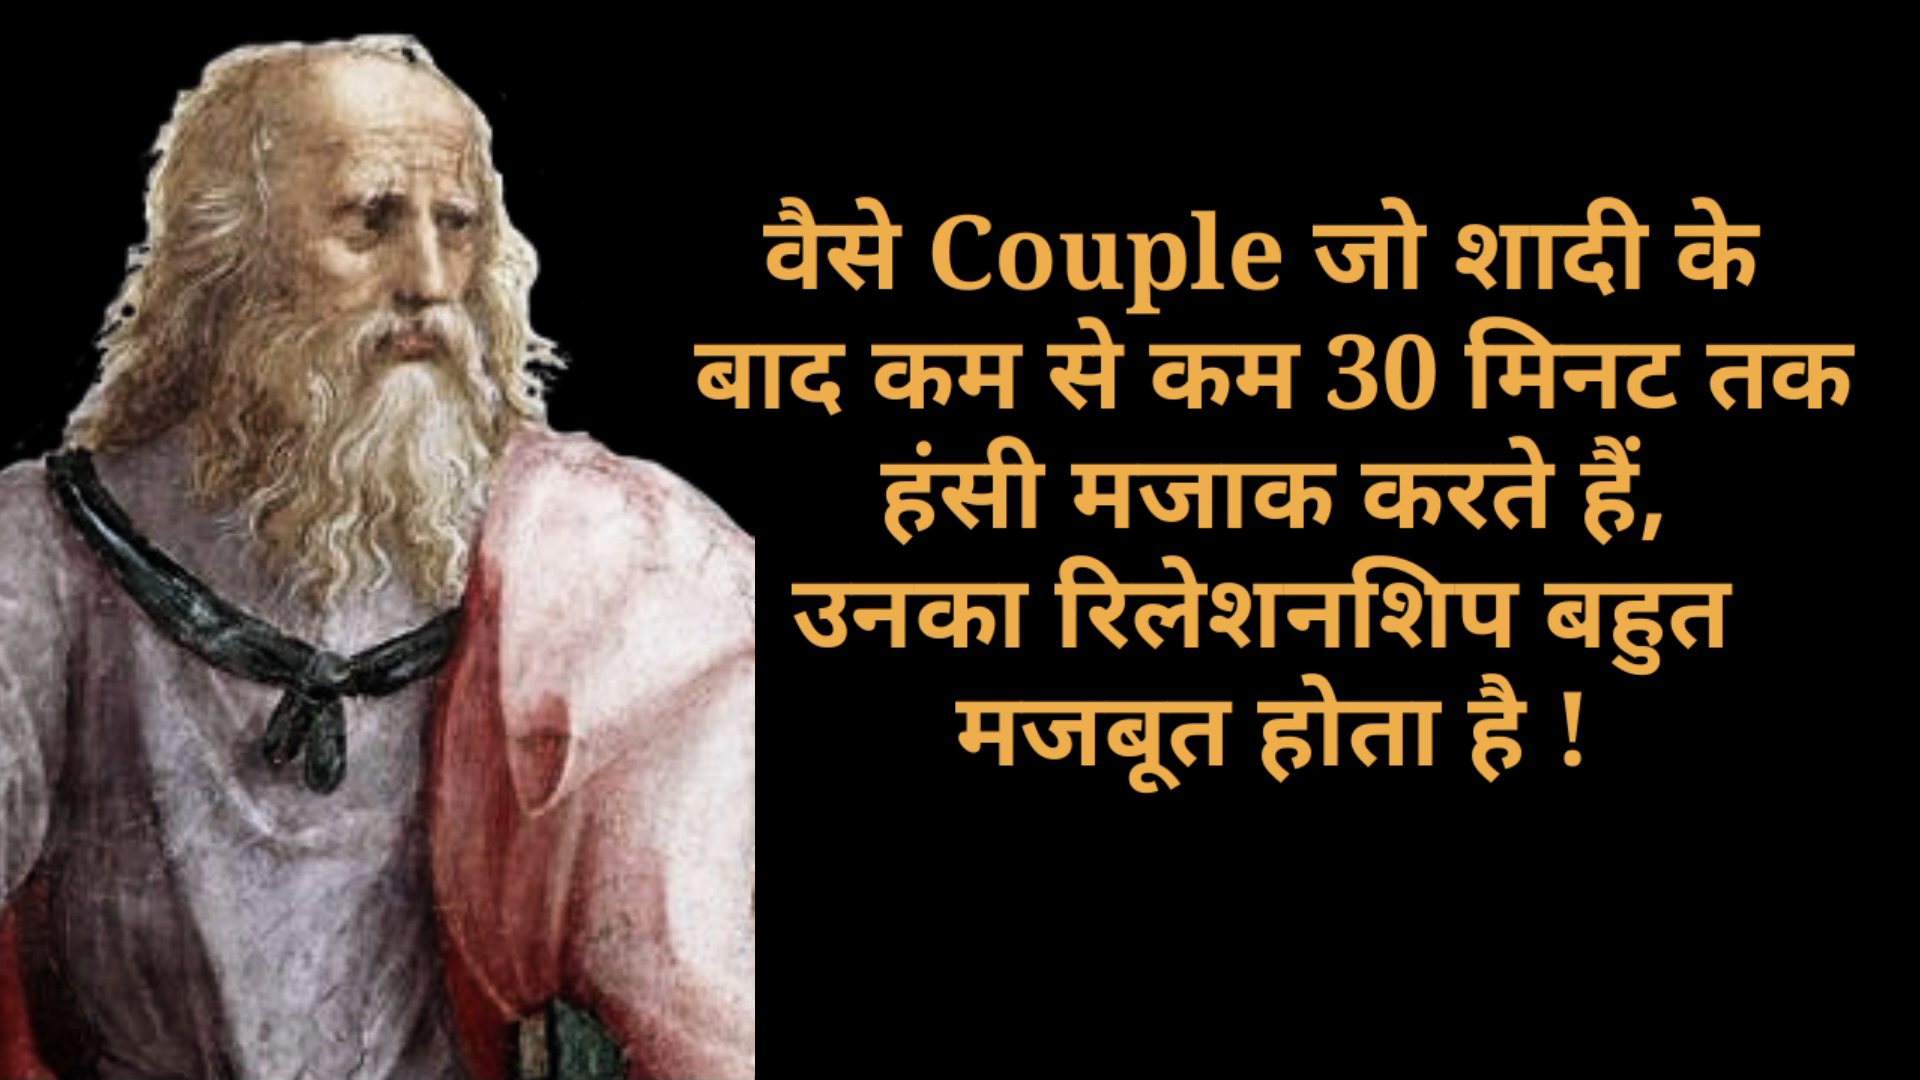 वैसे Couple जो शादी के
बाद कम से कम 30 मिनट तक
हंसी मजाक करते हैं,
उनका रिलेशनशिप बहुत
मजबूत होता है !